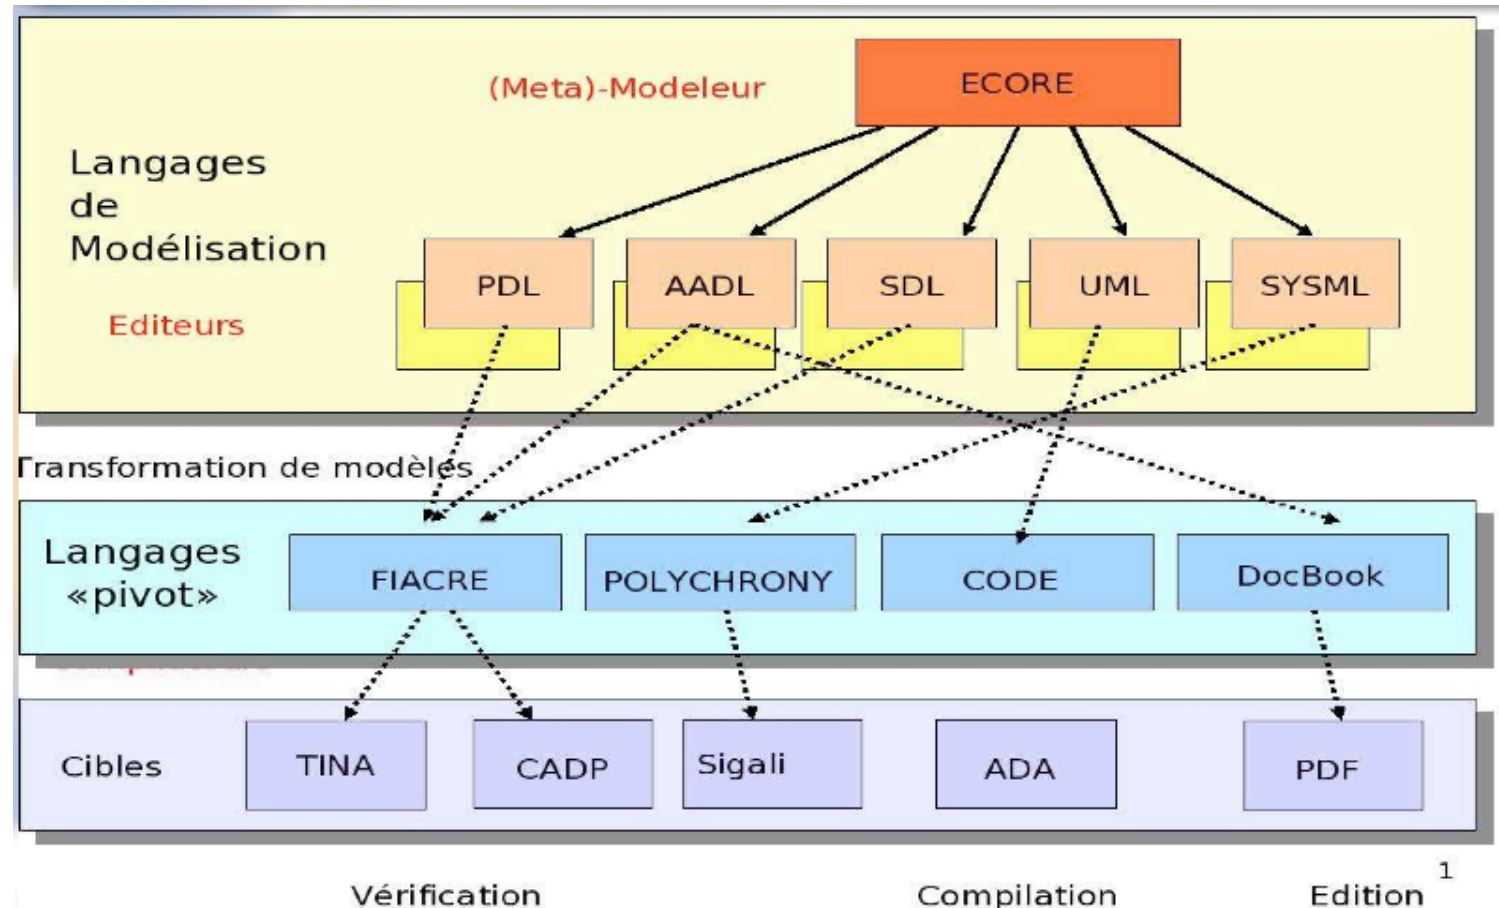 ECORE
(Meta)-Modeleur
Langages
de
Modélisation
PDL
AADL
SDL
UML
SYSML
Editeurs
Transformation de modèles
Langages
«pivot»
FIACRE
POLYCHRONY
CODE
DocBook
Cibles
TINA
CADP
Sigali
ADA
PDF
1
Vérification
Compilation
Edition